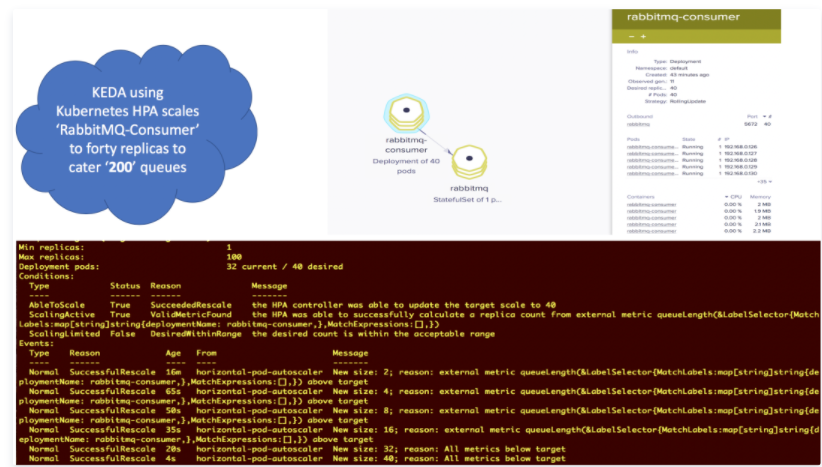 KEDA using
Kubernetes HPA scales
‘RabbitMQ-Consumer’
to forty replicas to
cater ‘200’ queues
rabbitmq-
consumer
Deployment of 40
pods
rabbitmq
StatefulSet of 1 p...
rabbitmq-consumer
− +
Info
Type: Deployment
Namespace: default
Created: 43 minutes ago
Observed gen.: 11
Desired replic... 40
# Pods: 40
Strategy: RollingUpdate
Outbound Port #
rabbitmq 5672 40
Pods State # IP
rabbitmq-consume... Running 1 192.168.0.126
rabbitmq-consume... Running 1 192.168.0.127
rabbitmq-consume... Running 1 192.168.0.128
rabbitmq-consume... Running 1 192.168.0.129
rabbitmq-consume... Running 1 192.168.0.130
+35
Containers CPU Memory
rabbitmq-consumer 0.00 % 2 MB
rabbitmq-consumer 0.00 % 1.9 MB
rabbitmq-consumer 0.00 % 2 MB
rabbitmq-consumer 0.00 % 2.1 MB
rabbitmq-consumer 0.00 % 2.2 MB
Min replicas: 1
Max replicas: 100
Deployment pods: 32 current / 40 desired
Conditions:
Type Status Reason Message
---- ------ ------ -------
AbleToScale True SucceededRescale the HPA controller was able to update the target scale to 40
ScalingActive True ValidMetricFound the HPA was able to successfully calculate a replica count from external metric queueLength(&LabelSelector{Match
Labels:map[string]string{deploymentName: rabbitmq-consumer,},MatchExpressions:[],})
ScalingLimited False DesiredWithinRange the desired count is within the acceptable range
Events:
Type Reason Age From Message
---- ------ ---- ---- -------
Normal SuccessfulRescale 16m horizontal-pod-autoscaler New size: 2; reason: external metric queueLength(&LabelSelector{MatchLabels:map[string]string{de
ploymentName: rabbitmq-consumer,},MatchExpressions:[],}) above target
Normal SuccessfulRescale 65s horizontal-pod-autoscaler New size: 4; reason: external metric queueLength(&LabelSelector{MatchLabels:map[string]string{de
ploymentName: rabbitmq-consumer,},MatchExpressions:[],}) above target
Normal SuccessfulRescale 50s horizontal-pod-autoscaler New size: 8; reason: external metric queueLength(&LabelSelector{MatchLabels:map[string]string{de
ploymentName: rabbitmq-consumer,},MatchExpressions:[],}) above target
Normal SuccessfulRescale 35s horizontal-pod-autoscaler New size: 16; reason: external metric queueLength(&LabelSelector{MatchLabels:map[string]string{d
eploymentName: rabbitmq-consumer,},MatchExpressions:[],}) above target
Normal SuccessfulRescale 20s horizontal-pod-autoscaler New size: 32; reason: All metrics below target
Normal SuccessfulRescale 4s horizontal-pod-autoscaler New size: 40; reason: All metrics below target